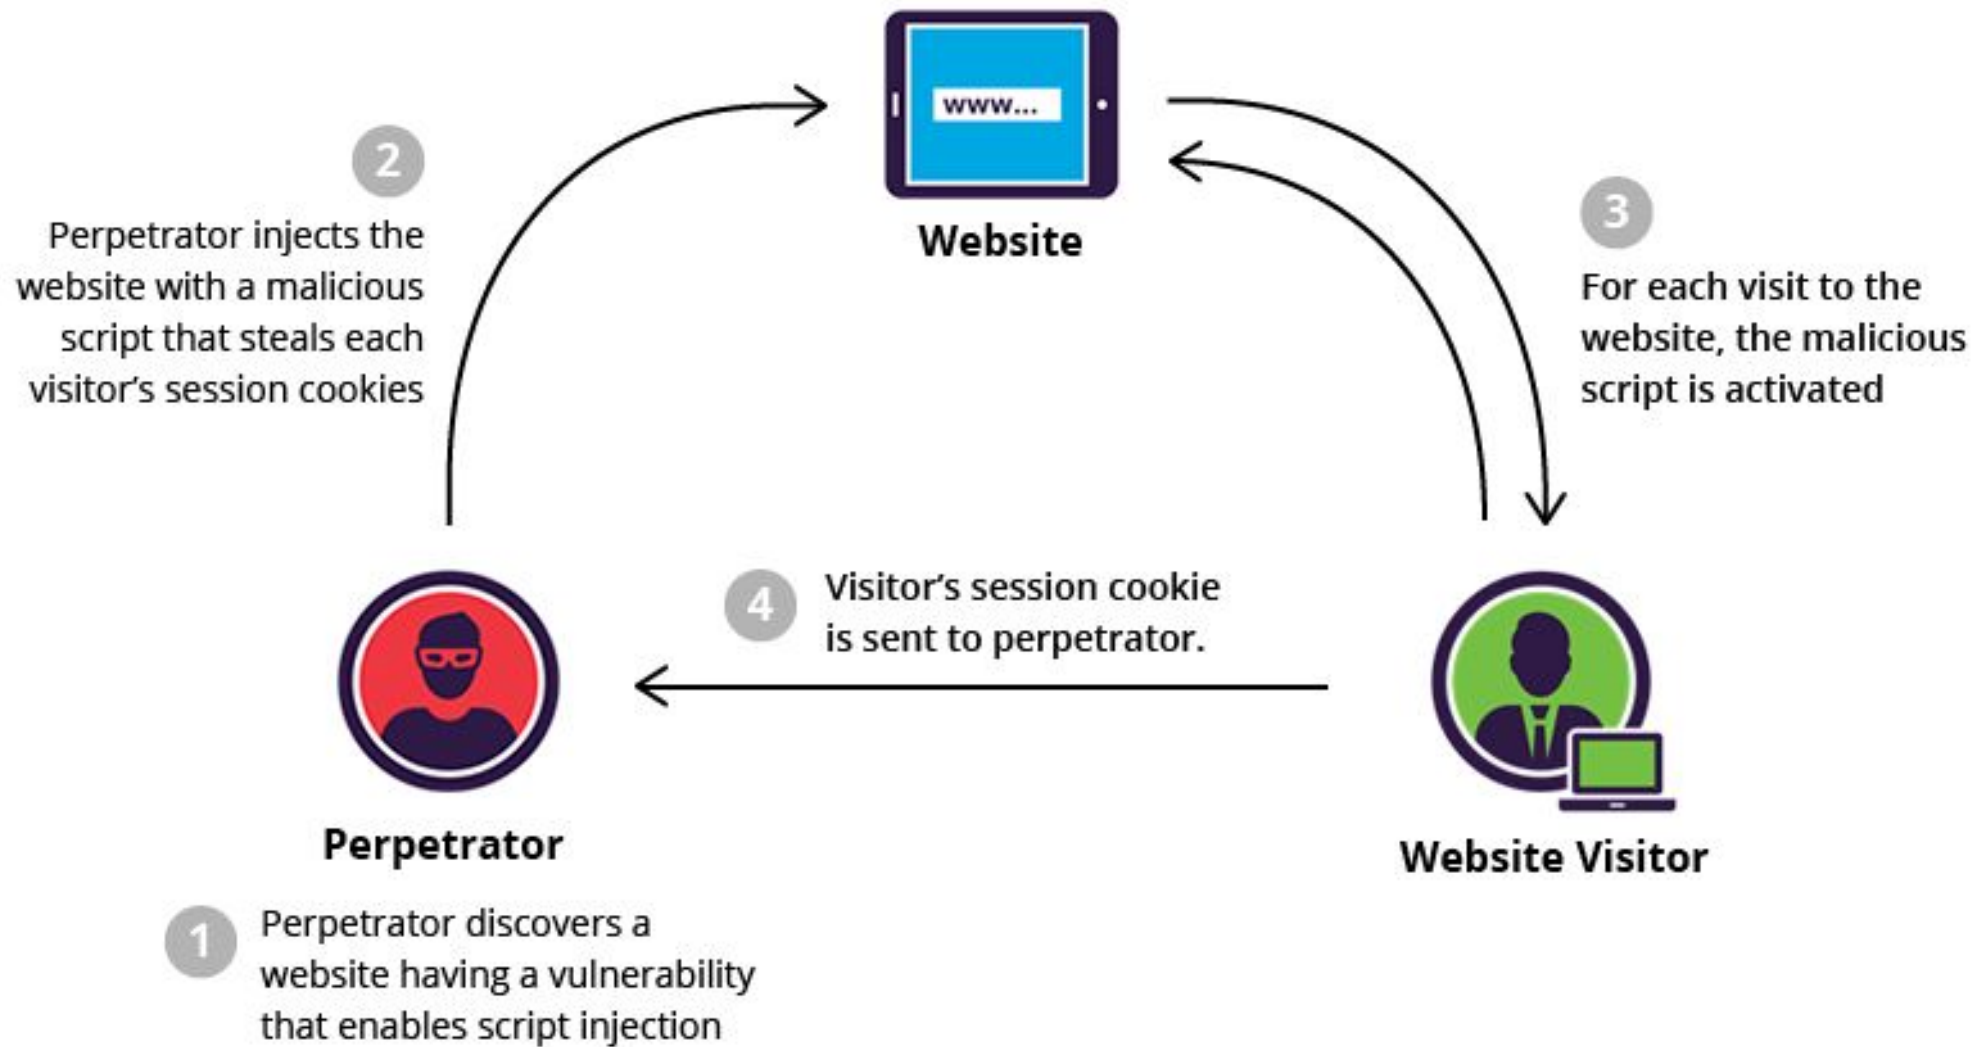 www...
Website
2
Perpetrator injects the
website with a malicious
script that steals each
visitor's session cookies
3
For each visit to the
website, the malicious
script is activated
4
Visitor's session cookie
is sent to perpetrator.
Perpetrator
Website Visitor
1
Perpetrator discovers a
website having a vulnerability
that enables script injection